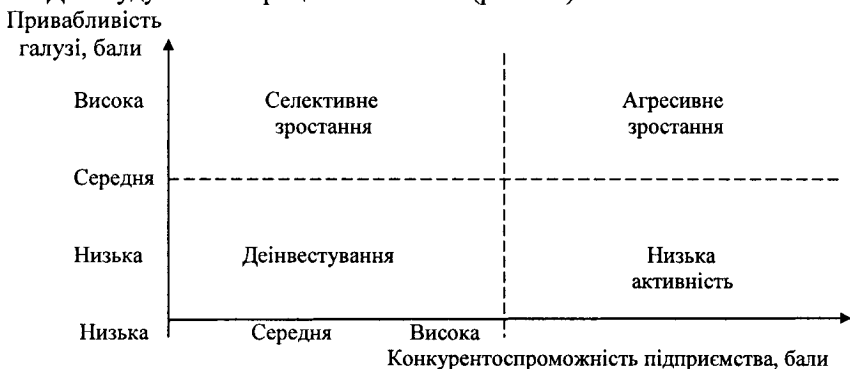 Привабливість
галузі, бали
Висока
Селективне
зростання
Агресивне
зростання
Середня
Низька
Деінвестування
Низька
активність
Низька
Середня
Висока
Конкурентоспроможність підприємства, бали